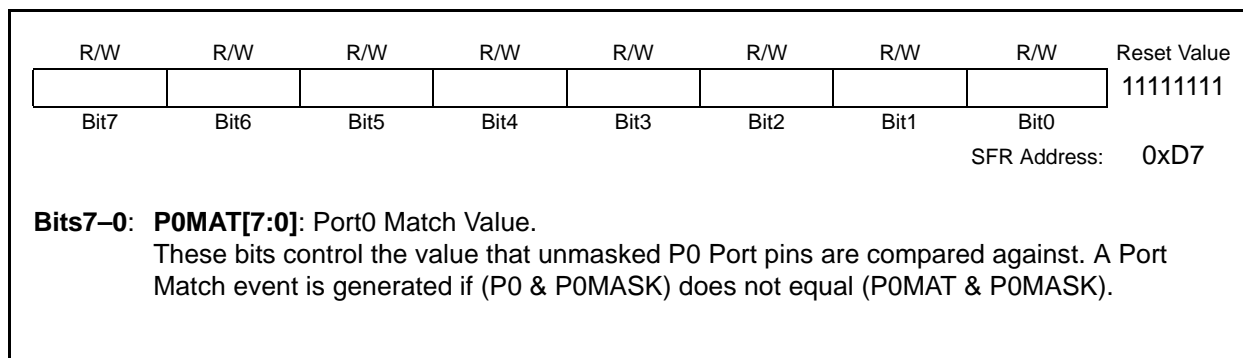 R/W R/W R/W R/W R/W R/W R/W R/W Reset Value
11111111
Bit7 Bit6 Bit5 Bit4 Bit3 Bit2 Bit1 Bit0
SFR Address: 0xD7
Bits7–0: P0MAT[7:0]: Port0 Match Value.
These bits control the value that unmasked P0 Port pins are compared against. A Port
Match event is generated if (P0 & P0MASK) does not equal (P0MAT & P0MASK).